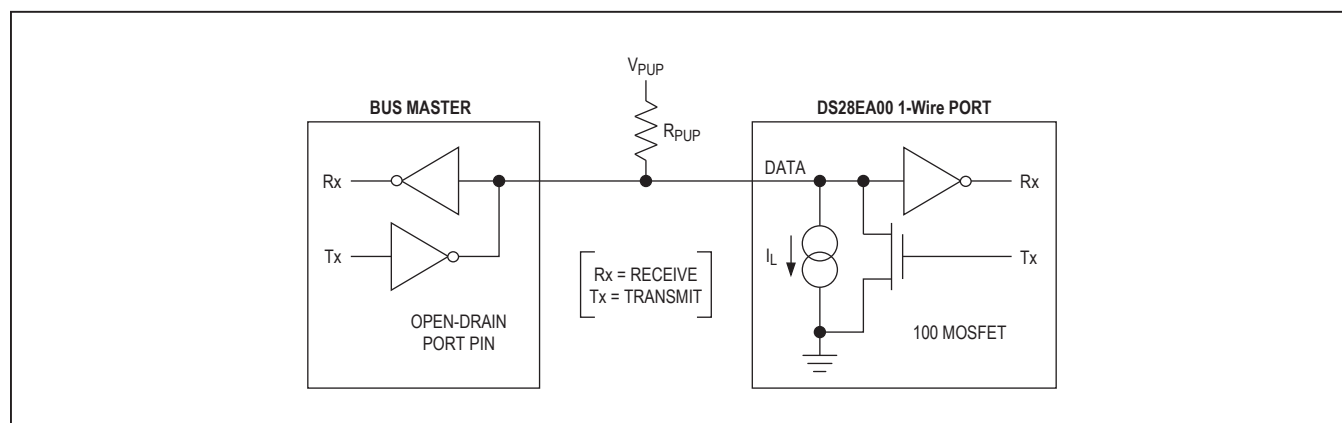 VPUP
BUS MASTER
DS28EA00 1-Wire PORT
RPUP
DATA
Rx
Rx
Tx
IL
Tx
Rx = RECEIVE
Tx = TRANSMIT
OPEN-DRAIN
PORT PIN
100 MOSFET